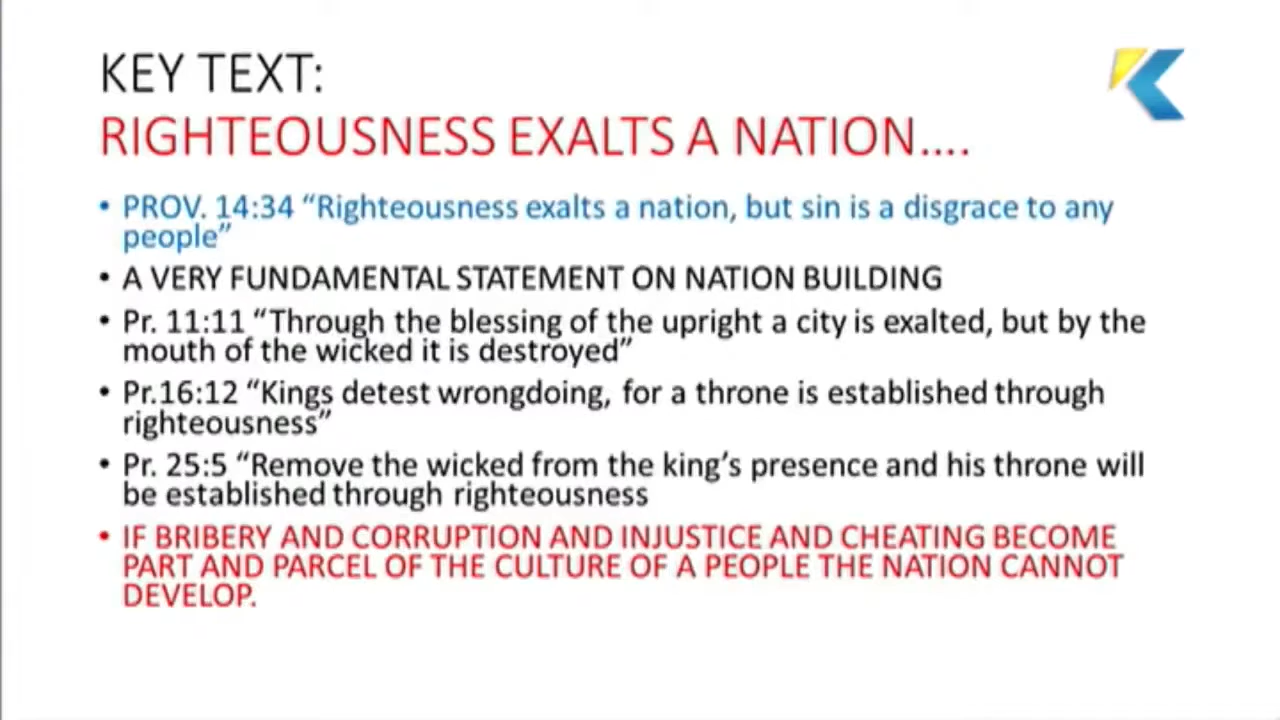 KEY TEXT:
RIGHTEOUSNESS EXALTS A NATION....
• PROV. 14:34 “Righteousness exalts a nation, but sin is a disgrace to any
people”
• A VERY FUNDAMENTAL STATEMENT ON NATION BUILDING
• Pr. 11:11 “Through the blessing of the upright a city is exalted, but by the
mouth of the wicked it is destroyed”
• Pr.16:12 “Kings detest wrongdoing, for a throne is established through
righteousness”
• Pr. 25:5 “Remove the wicked from the king’s presence and his throne will
be established through righteousness
• IF BRIBERY AND CORRUPTION AND INJUSTICE AND CHEATING BECOME
PART AND PARCEL OF THE CULTURE OF A PEOPLE THE NATION CANNOT
DEVELOP.